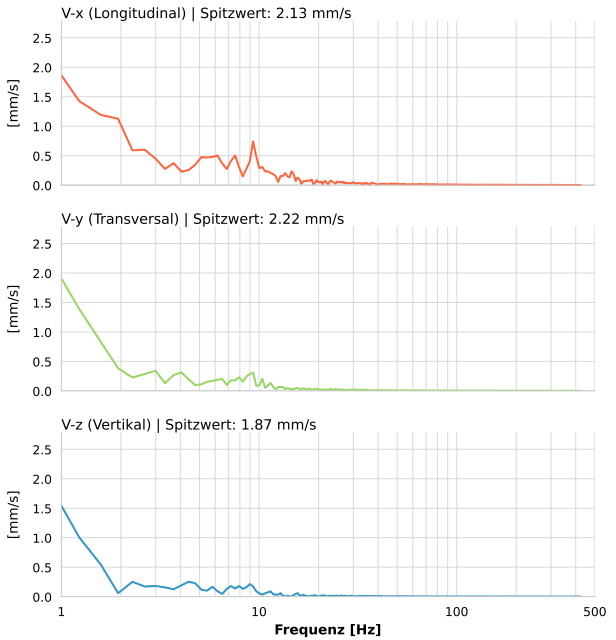 V-x (Longitudinal) | Spitzwert: 2.13 mm/s
2.5
2.0
1.5
1.0
0.5
0.0
[mm/s]
V-y (Transversal) | Spitzwert: 2.22 mm/s
2.5
2.0
1.5
1.0
0.5
0.0
[mm/s]
V-z (Vertikal) | Spitzwert: 1.87 mm/s
2.5
2.0
1.5
1.0
0.5
0.0
[mm/s]
1 10 100 500
Frequenz [Hz]